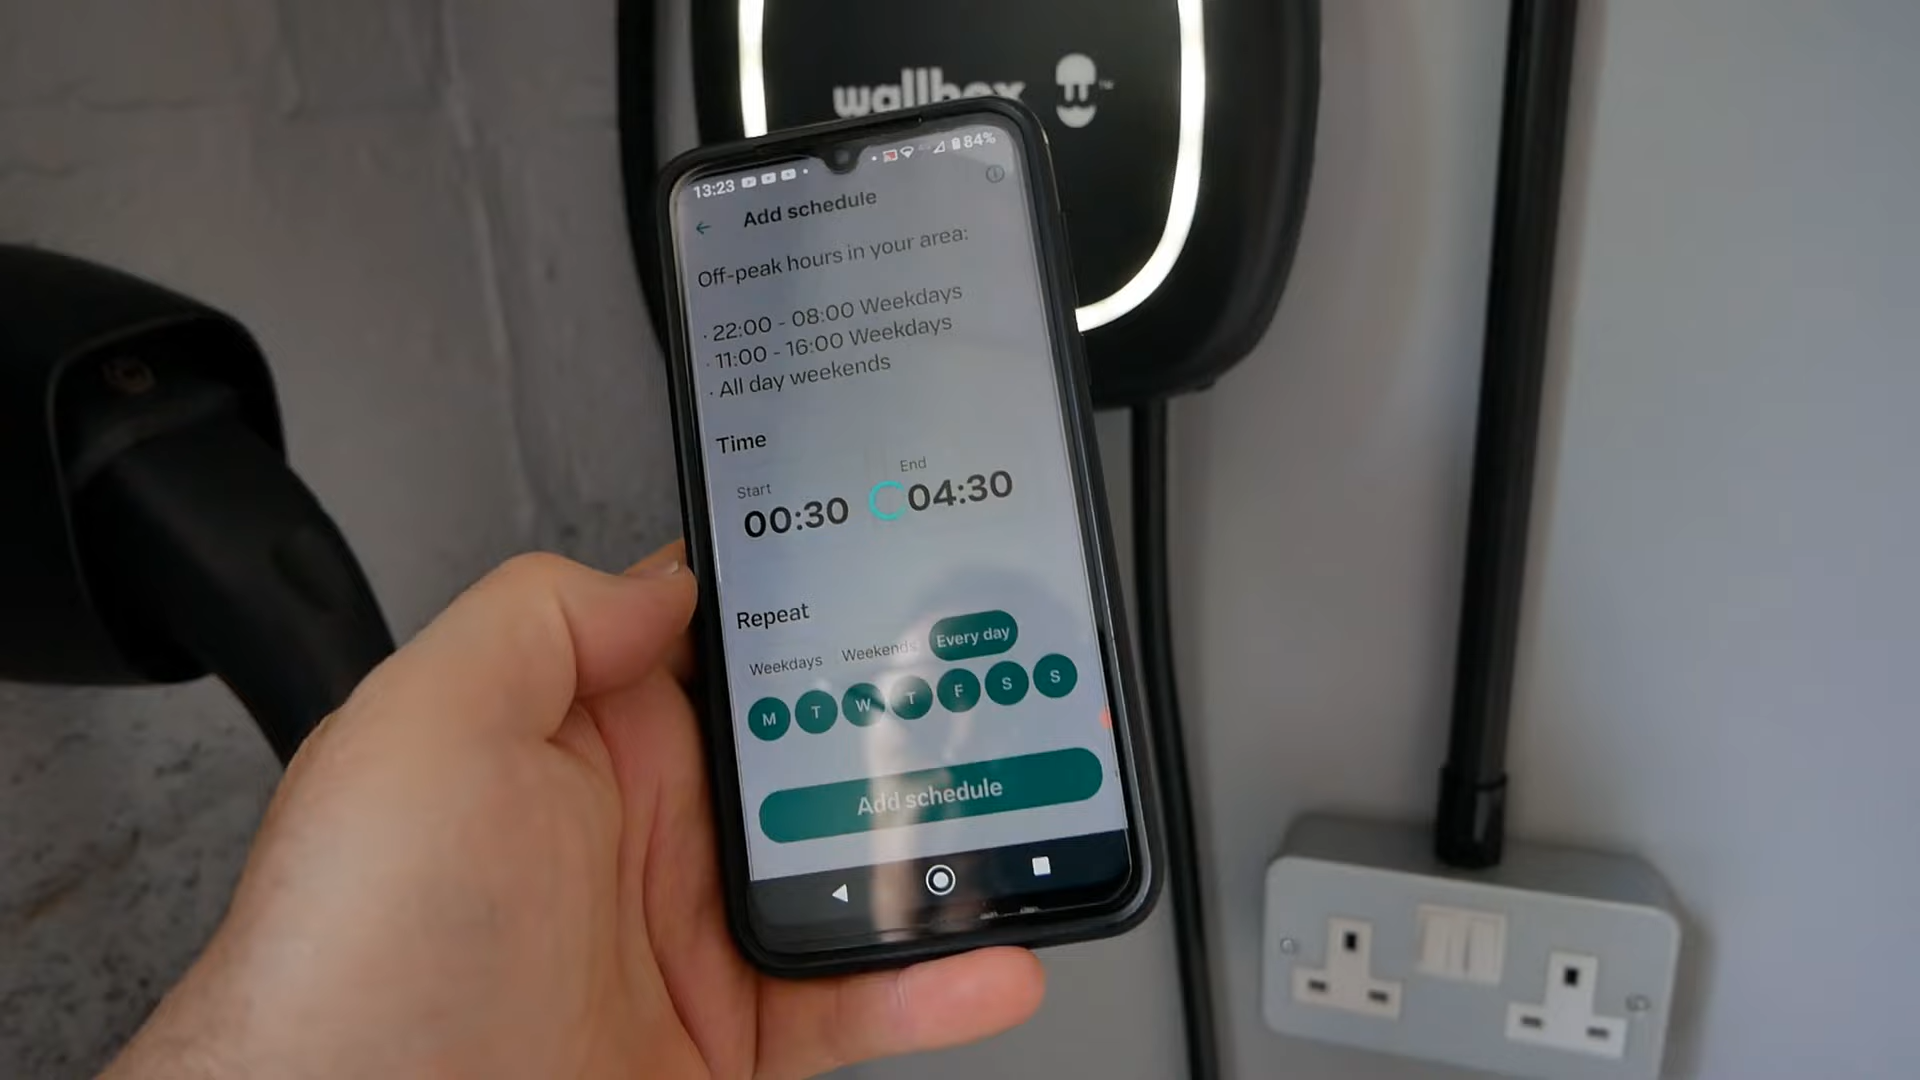 wallbox
13:23
84%
Add schedule
Off-peak hours in your area:
· 22:00 - 08:00 Weekdays
· 11:00 - 16:00 Weekdays
· All day weekends
Time
Start
End
00:30
04:30
Repeat
Weekdays Weekends Every day
M T W T F S S
Add schedule